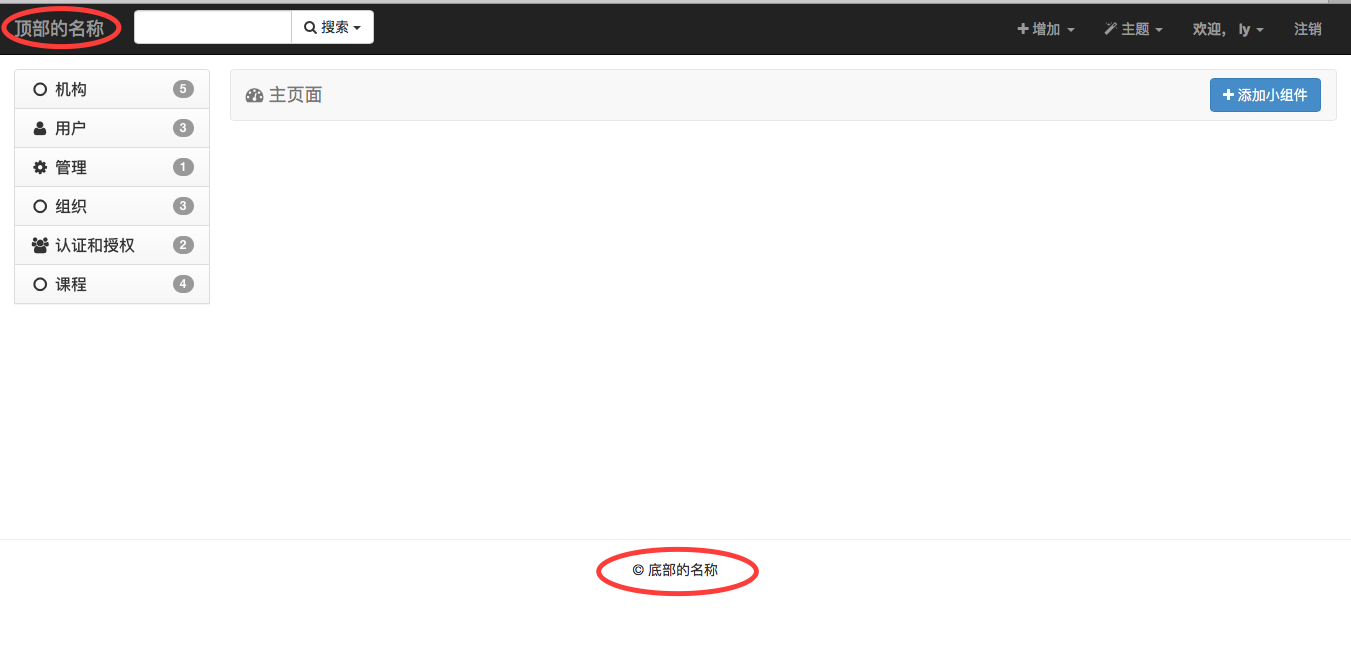 顶部的名称 搜索 增加 主题 欢迎， ly 注销
机构 5
用户 3
管理 1
组织 3
认证和授权 2
课程 4
主页面 添加小组件
© 底部的名称